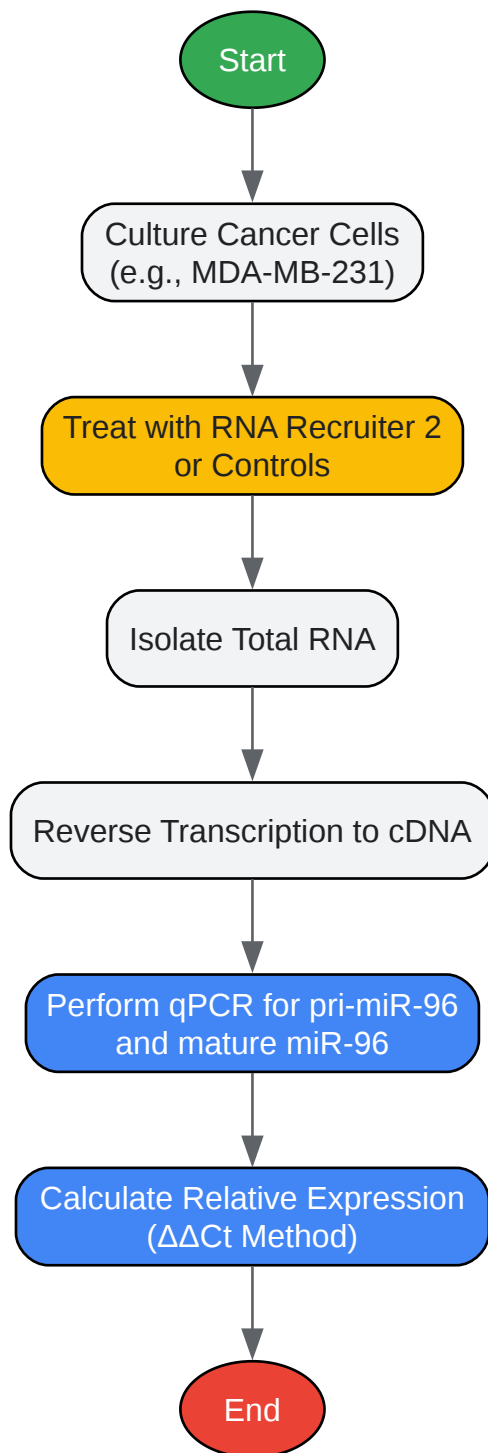 Start
Culture Cancer Cells
(e.g., MDA-MB-231)
Treat with RNA Recruiter 2
or Controls
Isolate Total RNA
Reverse Transcription to cDNA
Perform qPCR for pri-miR-96
and mature miR-96
Calculate Relative Expression
(ΔΔCt Method)
End